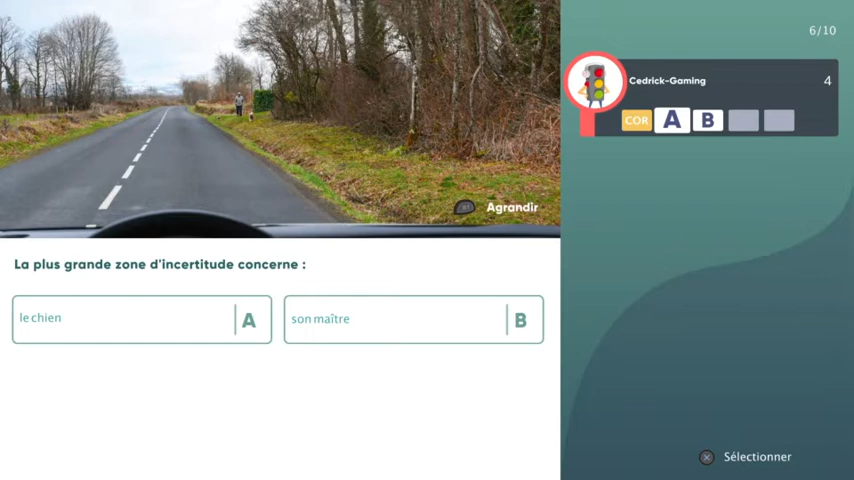 6/10
Cedrick-Gaming
4
COR A B
Agrandir
La plus grande zone d'incertitude concerne :
le chien A
son maître B
Sélectionner